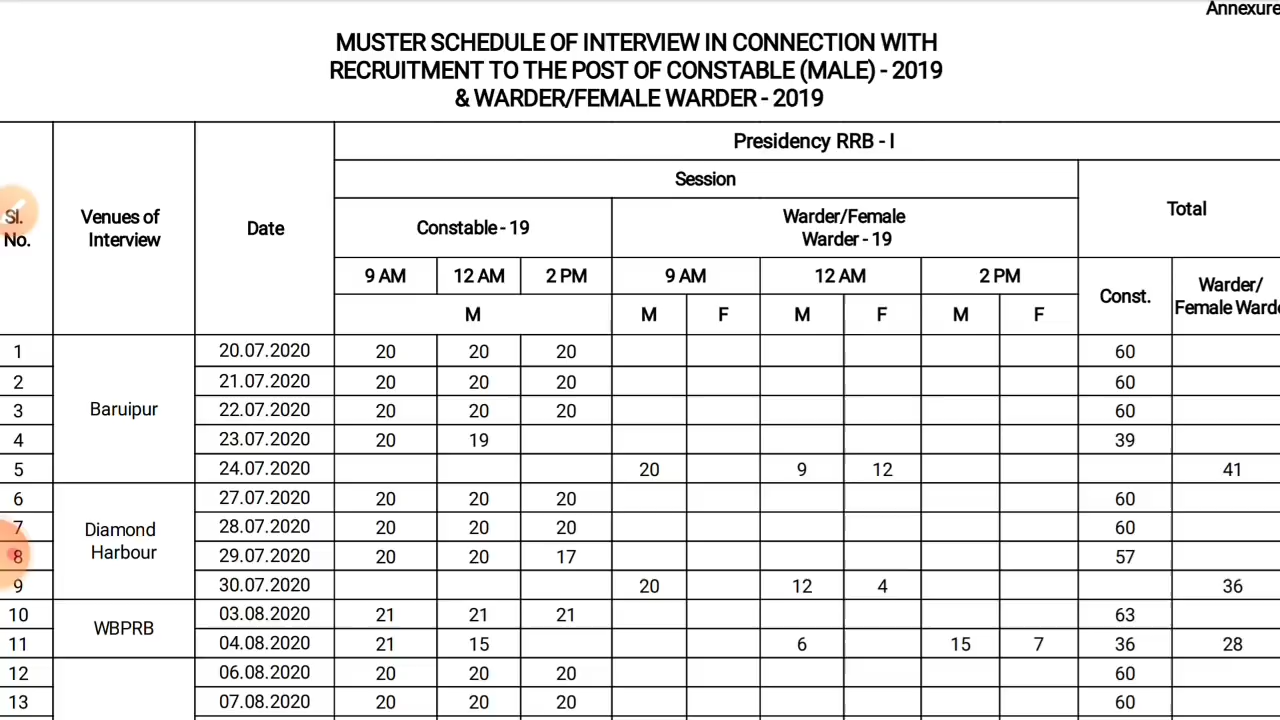 Annexure
MUSTER SCHEDULE OF INTERVIEW IN CONNECTION WITH
RECRUITMENT TO THE POST OF CONSTABLE (MALE) - 2019
& WARDER/FEMALE WARDER - 2019
Presidency RRB - I
Session
Sl. No.
Venues of Interview
Date
Constable - 19
Warder/Female Warder - 19
Total
9 AM 12 AM 2 PM 9 AM 12 AM 2 PM
Const.
Warder/ Female Warde
M M F M F M F
1 20.07.2020 20 20 20 60
2 21.07.2020 20 20 20 60
3 Baruipur 22.07.2020 20 20 20 60
4 23.07.2020 20 19 39
5 24.07.2020 20 9 12 41
6 27.07.2020 20 20 20 60
7 Diamond 28.07.2020 20 20 20 60
8 Harbour 29.07.2020 20 20 17 57
9 30.07.2020 20 12 4 36
10 WBPRB 03.08.2020 21 21 21 63
11 04.08.2020 21 15 6 15 7 36 28
12 06.08.2020 20 20 20 60
13 07.08.2020 20 20 20 60